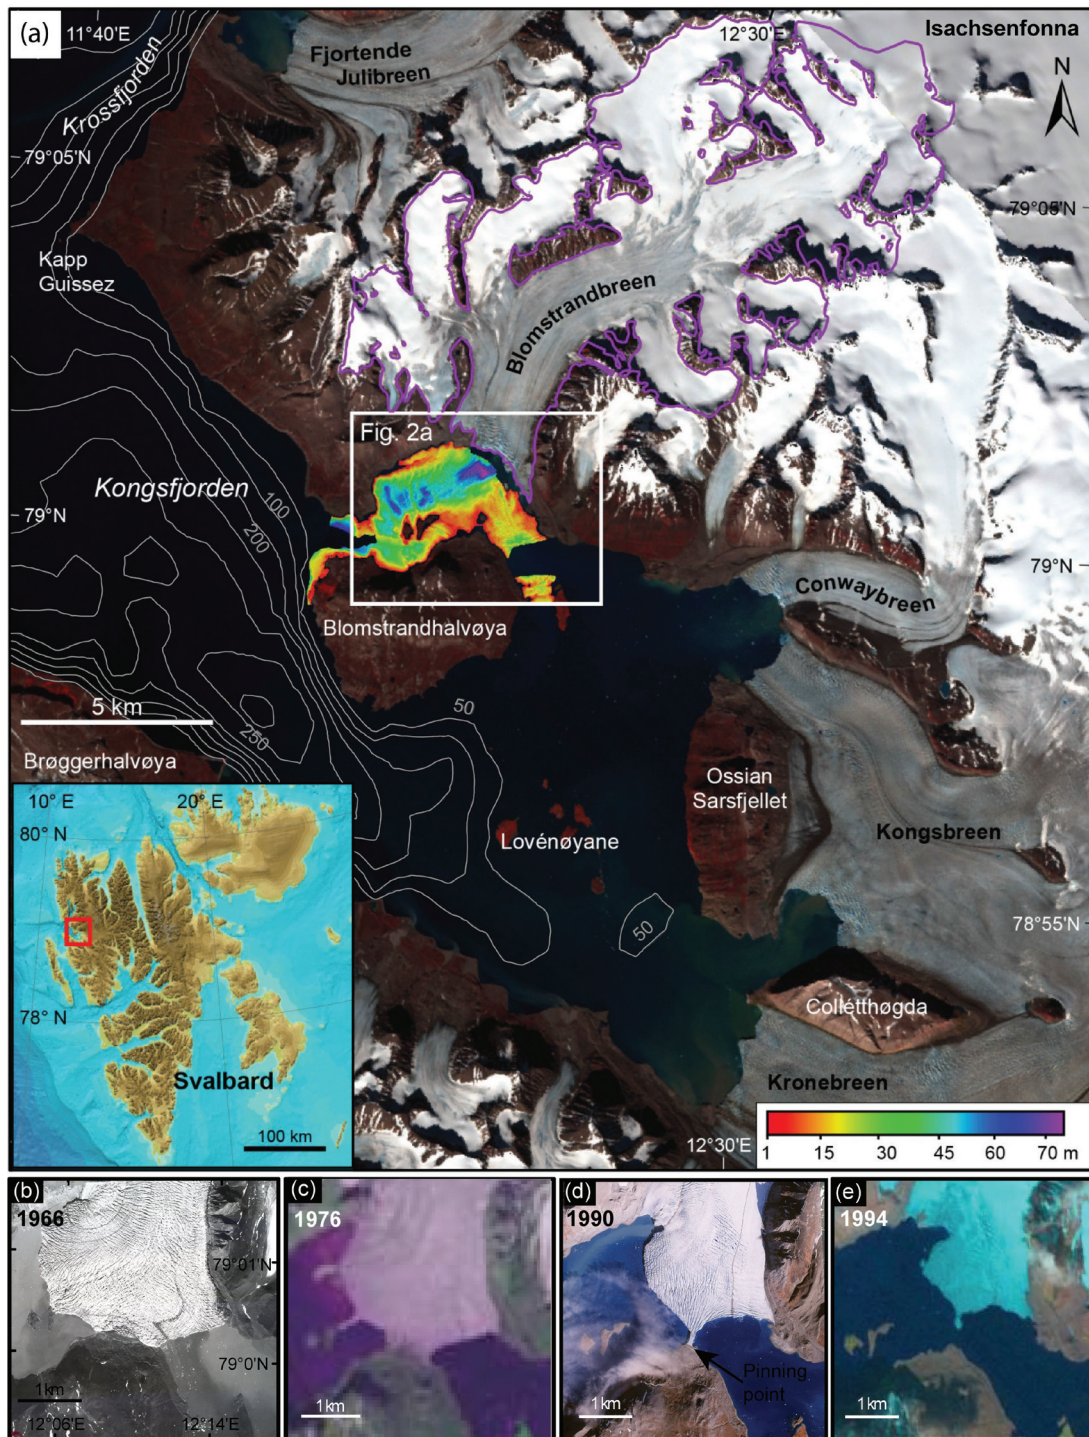 (a)
11°40'E
Krossfjorden
79°05'N
Kapp
Guissez
Fjortende
Julibreen
12°30'E
Isachsenfonna
N
79°05'N
Blomstrandbreen
Fig. 2a
Kongsfjorden
100
200
79°N
79°N
Conwaybreen
Blomstrandhalvøya
5 km
50
250
Brøggerhalvøya
Ossian
Sarsfjellet
Lovénøyane
Kongsbreen
50
78°55'N
Collétthøgda
Kronebreen
12°30'E
1 15 30 45 60 70 m
10° E
20° E
80° N
78° N
Svalbard
100 km
(b)
1966
79°01'N
79°0'N
1km
12°06'E
12°14'E
(c)
1976
1km
(d)
1990
Pinning
point
1km
(e)
1994
1km